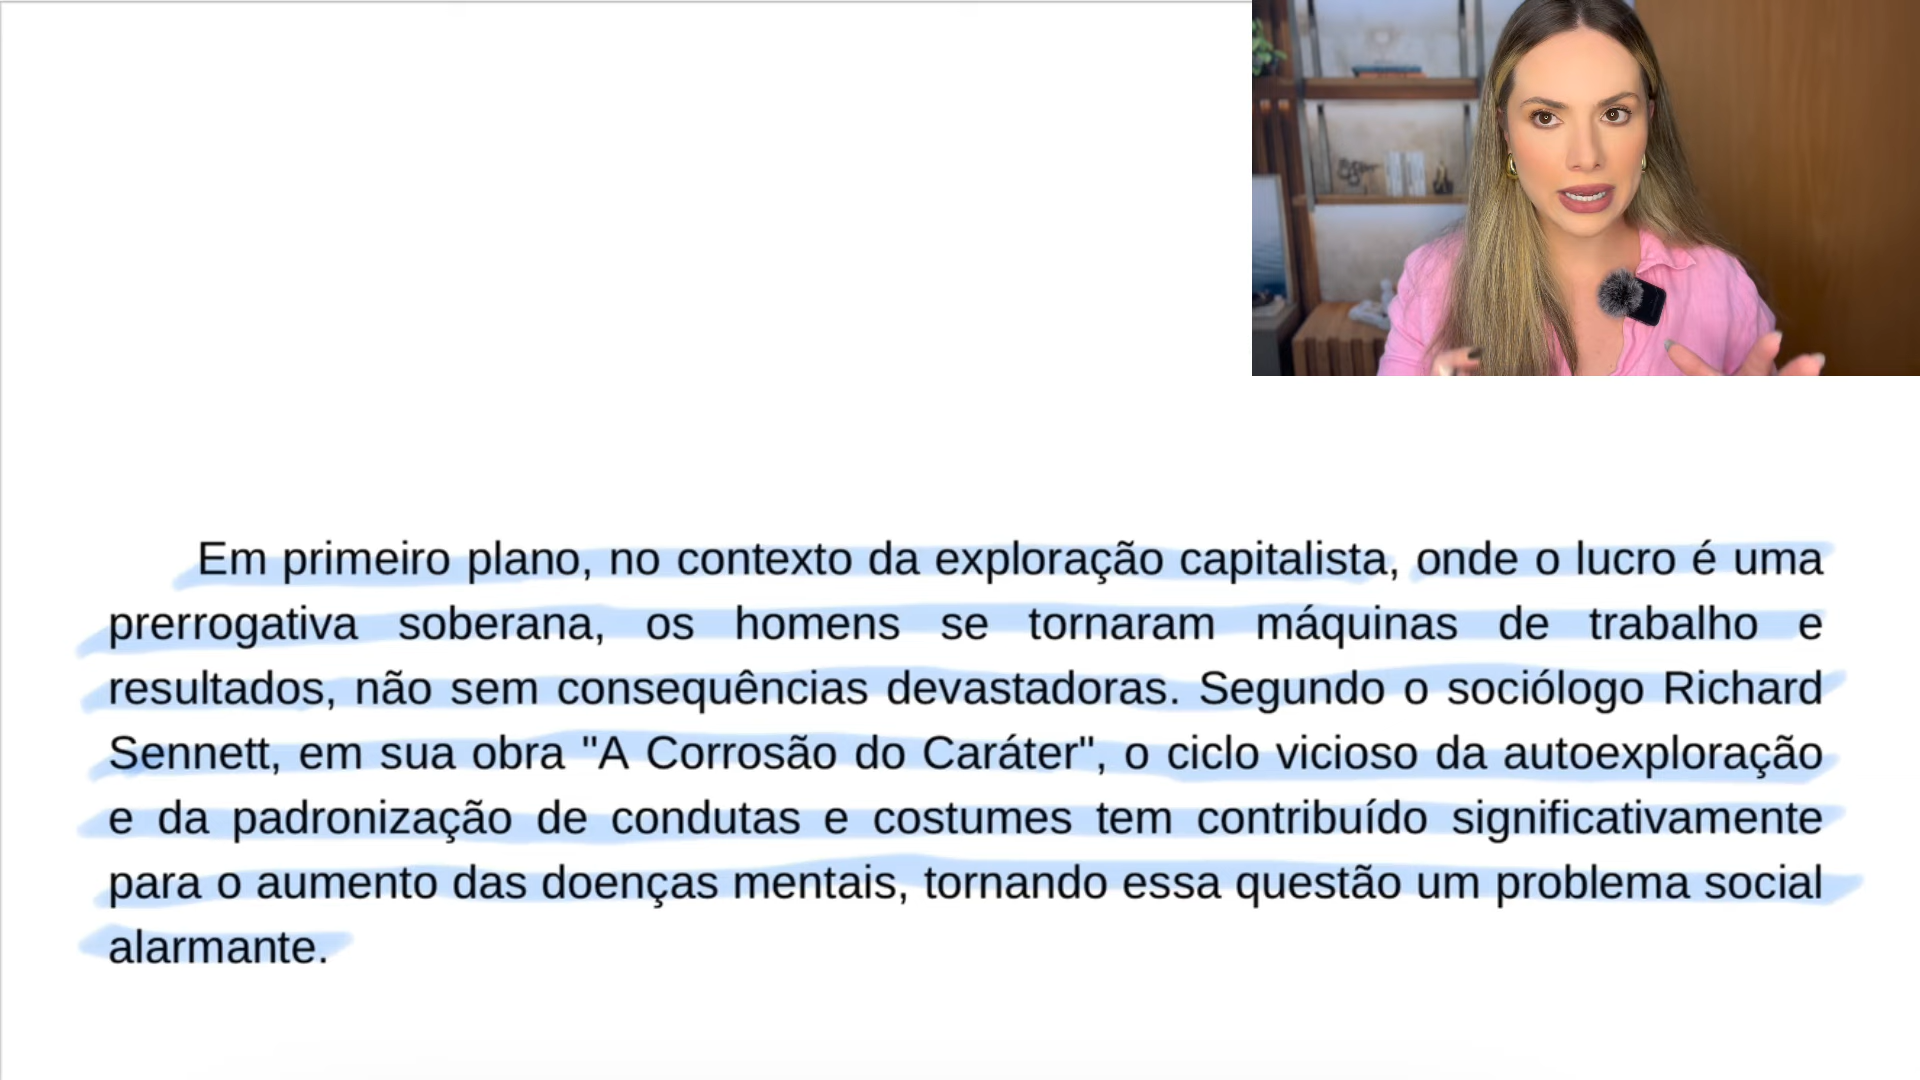 Em primeiro plano, no contexto da exploração capitalista, onde o lucro é uma
prerrogativa soberana, os homens se tornaram máquinas de trabalho e
resultados, não sem consequências devastadoras. Segundo o sociólogo Richard
Sennett, em sua obra "A Corrosão do Caráter", o ciclo vicioso da autoexploração
e da padronização de condutas e costumes tem contribuído significativamente
para o aumento das doenças mentais, tornando essa questão um problema social
alarmante.